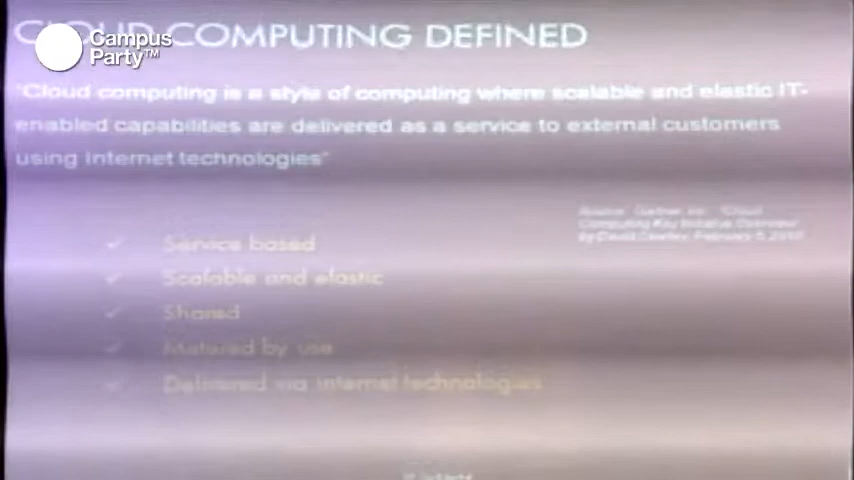 CLOUD COMPUTING DEFINED
Campus
Party™
"Cloud computing is a style of computing where scalable and elastic IT-
enabled capabilities are delivered as a service to external customers
using Internet technologies"
Source: Gartner, Inc. "Cloud
Computing Key Initiative Overview"
by David Cearley, February 5, 2010
Service based
Scalable and elastic
Shared
Metered by use
Delivered via internet technologies